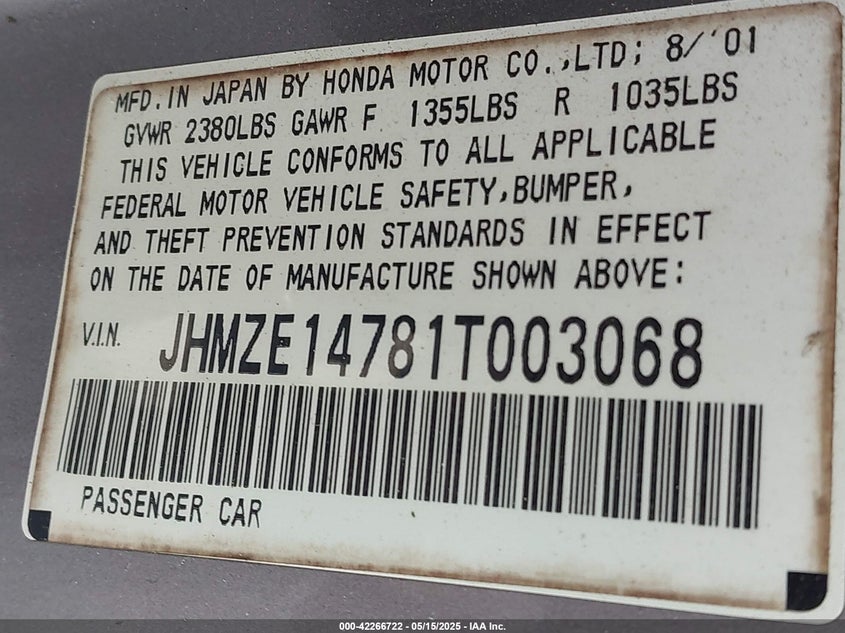 MFD. IN JAPAN BY HONDA MOTOR CO.,LTD; 8/'01
GVWR 2380LBS GAWR F 1355LBS R 1035LBS
THIS VEHICLE CONFORMS TO ALL APPLICABLE
FEDERAL MOTOR VEHICLE SAFETY,BUMPER,
AND THEFT PREVENTION STANDARDS IN EFFECT
ON THE DATE OF MANUFACTURE SHOWN ABOVE:
V.I.N. JHMZE14781T003068
PASSENGER CAR
000-42266722 - 05/15/2025 - IAA Inc.